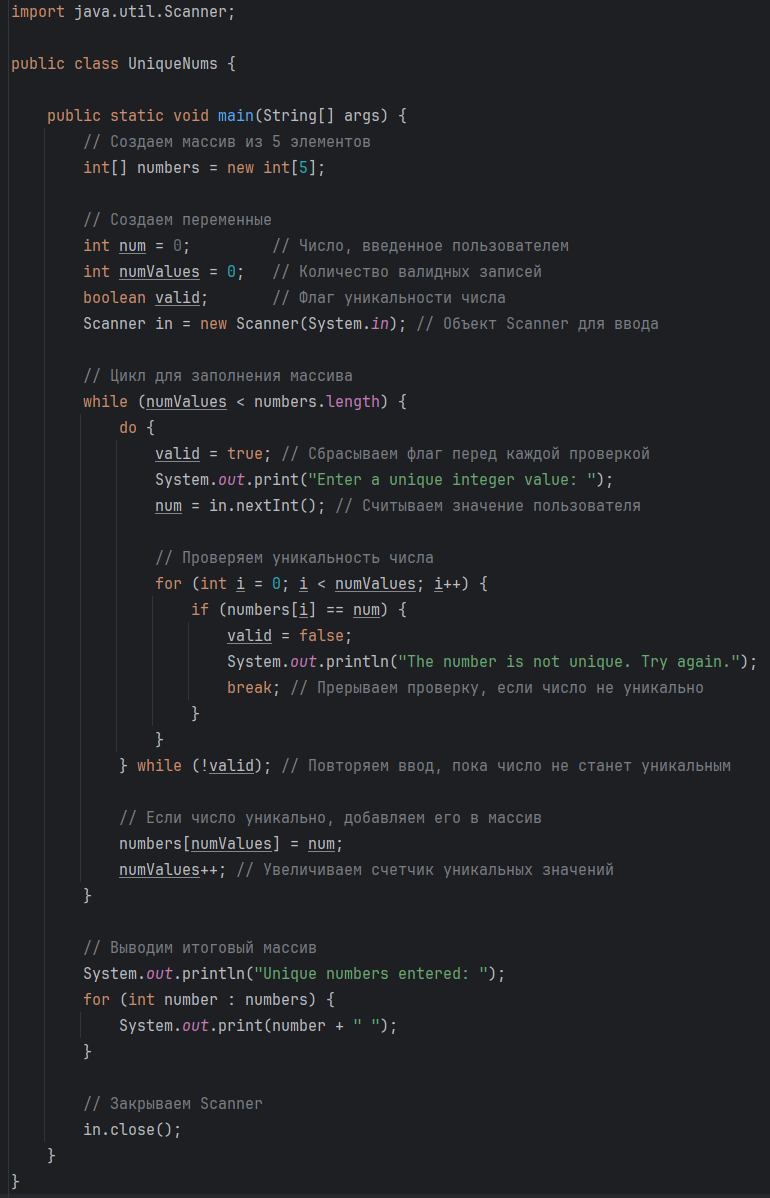 import java.util.Scanner;

public class UniqueNums {

    public static void main(String[] args) {
        // Создаем массив из 5 элементов
        int[] numbers = new int[5];

        // Создаем переменные
        int num = 0;         // Число, введенное пользователем
        int numValues = 0;   // Количество валидных записей
        boolean valid;       // Флаг уникальности числа
        Scanner in = new Scanner(System.in); // Объект Scanner для ввода

        // Цикл для заполнения массива
        while (numValues < numbers.length) {
            do {
                valid = true; // Сбрасываем флаг перед каждой проверкой
                System.out.print("Enter a unique integer value: ");
                num = in.nextInt(); // Считываем значение пользователя

                // Проверяем уникальность числа
                for (int i = 0; i < numValues; i++) {
                    if (numbers[i] == num) {
                        valid = false;
                        System.out.println("The number is not unique. Try again.");
                        break; // Прерываем проверку, если число не уникально
                    }
                }
            } while (!valid); // Повторяем ввод, пока число не станет уникальным

            // Если число уникально, добавляем его в массив
            numbers[numValues] = num;
            numValues++; // Увеличиваем счетчик уникальных значений
        }

        // Выводим итоговый массив
        System.out.println("Unique numbers entered: ");
        for (int number : numbers) {
            System.out.print(number + " ");
        }

        // Закрываем Scanner
        in.close();
    }
}